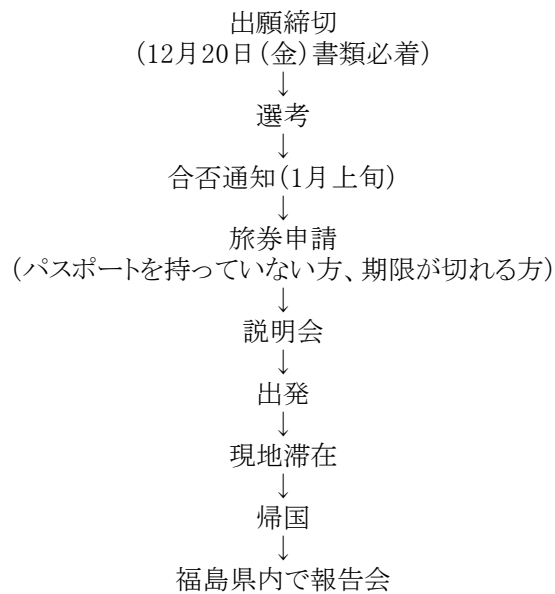 出願締切
(12月20日(金)書類必着)
↓
選考
↓
合否通知(1月上旬)
↓
旅券申請
(パスポートを持っていない方、期限が切れる方)
↓
説明会
↓
出発
↓
現地滞在
↓
帰国
↓
福島県内で報告会